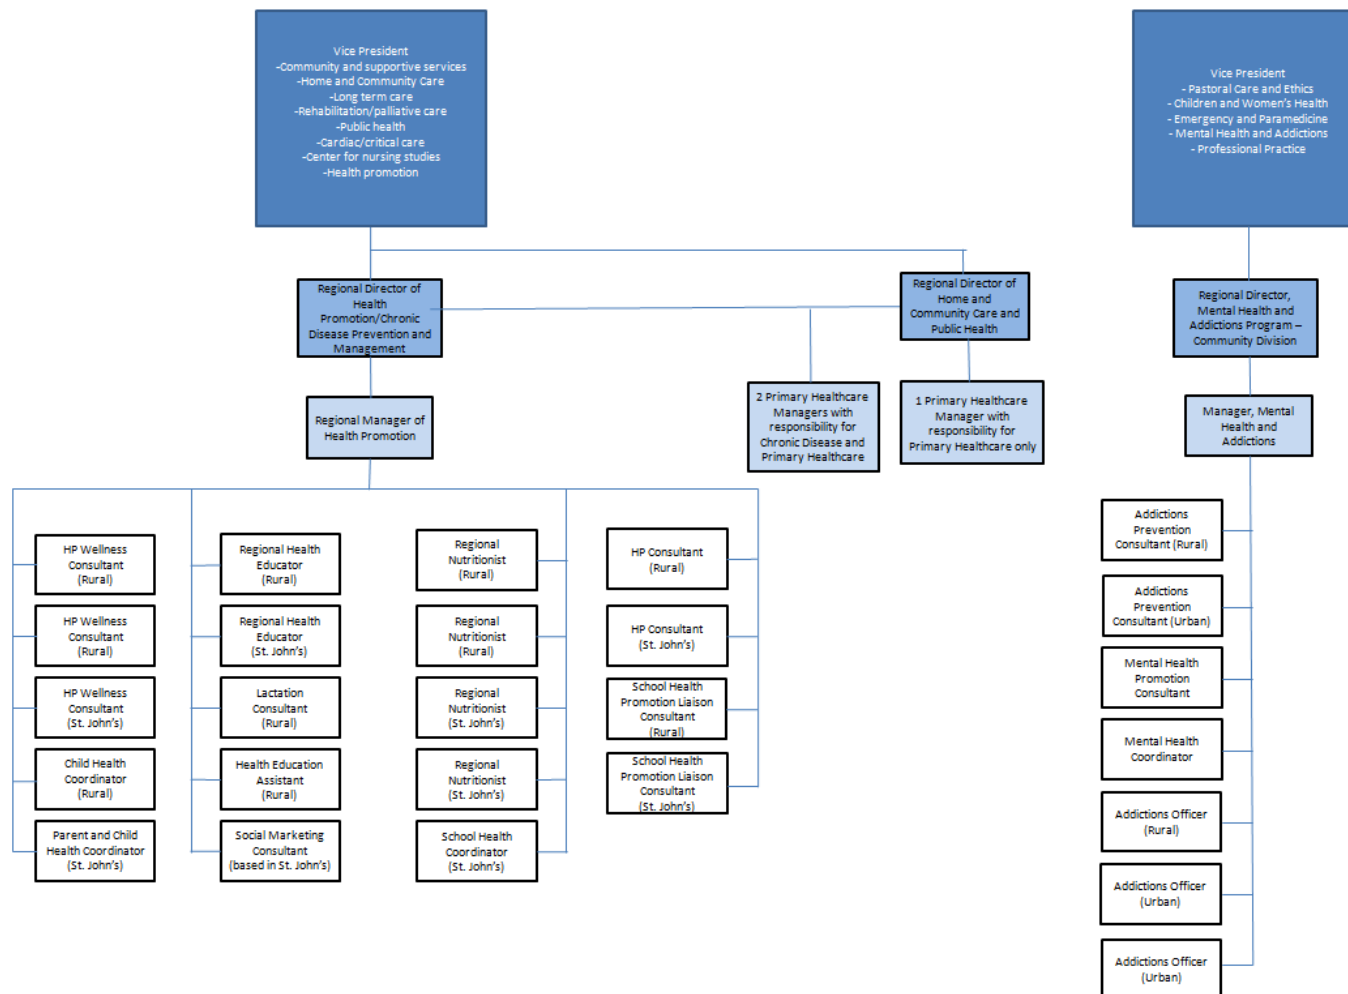 Vice President
-Community and supportive services
-Home and Community Care
-Long term care
-Rehabilitation/palliative care
-Public health
-Cardiac/critical care
-Center for nursing studies
-Health promotion
Vice President
- Pastoral Care and Ethics
- Children and Women's Health
- Emergency and Paramedicine
- Mental Health and Addictions
- Professional Practice
Regional Director of
Health
Promotion/Chronic
Disease Prevention and
Management
Regional Director of
Home and
Community Care and
Public Health
Regional Director,
Mental Health and
Addictions Program –
Community Division
Regional Manager of
Health Promotion
2 Primary Healthcare
Managers with
responsibility for
Chronic Disease and
Primary Healthcare
1 Primary Healthcare
Manager with
responsibility for
Primary Healthcare only
Manager, Mental
Health and
Addictions
HP Wellness
Consultant
(Rural)
HP Wellness
Consultant
(Rural)
HP Wellness
Consultant
(St. John's)
Child Health
Coordinator
(Rural)
Parent and Child
Health Coordinator
(St. John's)
Regional Health
Educator
(Rural)
Regional Health
Educator
(St. John's)
Lactation
Consultant
(Rural)
Health Education
Assistant
(Rural)
Social Marketing
Consultant
(based in St. John's)
Regional
Nutritionist
(Rural)
Regional
Nutritionist
(Rural)
Regional
Nutritionist
(St. John's)
Regional
Nutritionist
(St. John's)
School Health
Coordinator
(St. John's)
HP Consultant
(Rural)
HP Consultant
(St. John's)
School Health
Promotion Liaison
Consultant
(Rural)
School Health
Promotion Liaison
Consultant
(St. John's)
Addictions
Prevention
Consultant (Rural)
Addictions
Prevention
Consultant (Urban)
Mental Health
Promotion
Consultant
Mental Health
Coordinator
Addictions Officer
(Rural)
Addictions Officer
(Urban)
Addictions Officer
(Urban)